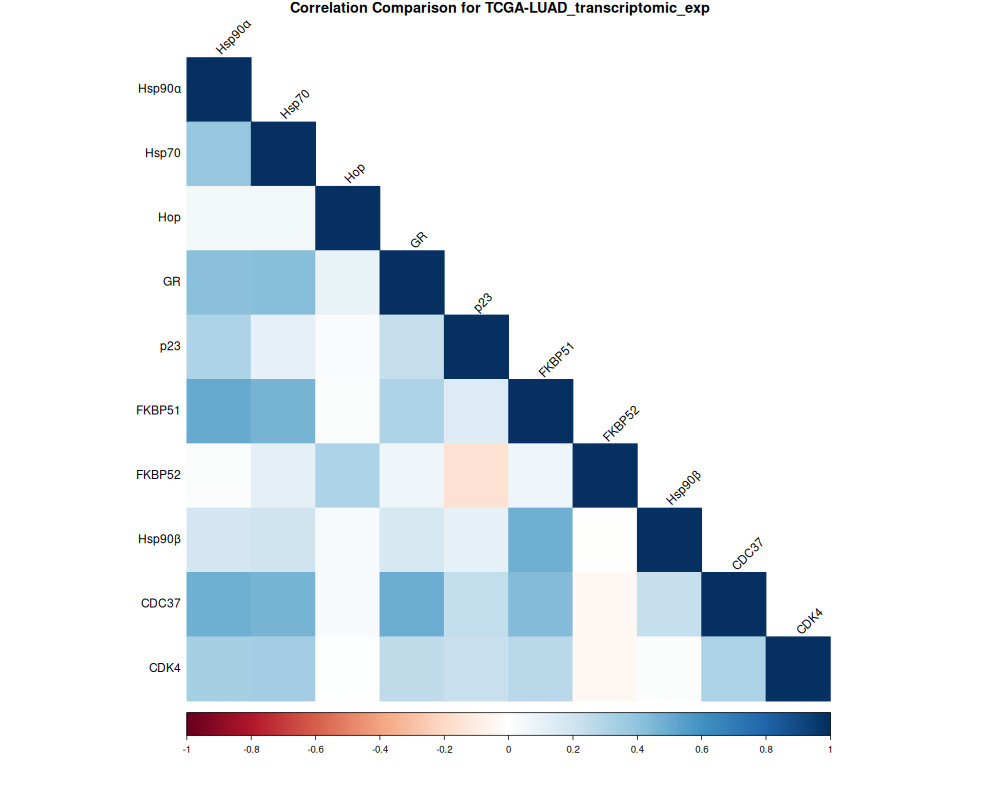 Correlation Comparison for TCGA-LUAD_transcriptomic_exp
Hsp90α
Hsp70
Hop
GR
p23
FKBP51
FKBP52
Hsp90β
CDC37
CDK4
Hsp90α
Hsp70
Hop
GR
p23
FKBP51
FKBP52
Hsp90β
CDC37
CDK4
-1 -0.8 -0.6 -0.4 -0.2 0 0.2 0.4 0.6 0.8 1